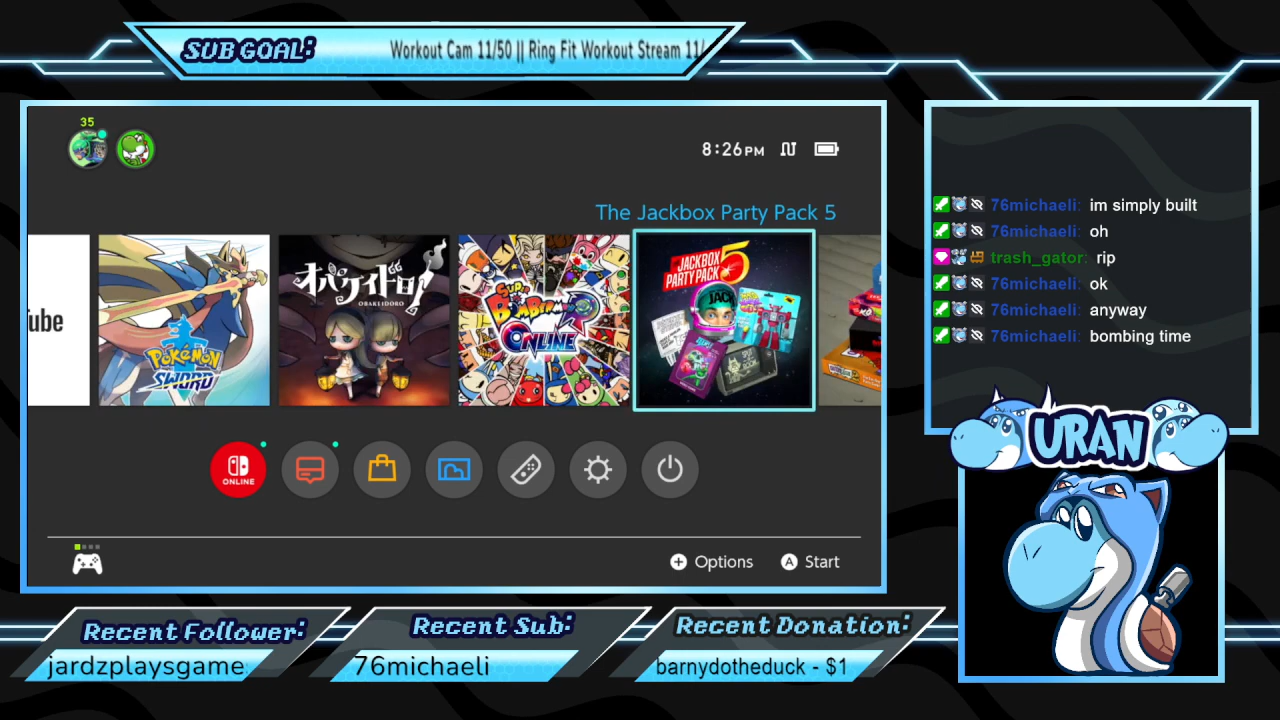 SUB GOAL:
Workout Cam 11/50 || Ring Fit Workout Stream 11/
35
8:26 PM
The Jackbox Party Pack 5
ube
Pokémon
SWORD
オバケイドロ!
OBAKEIDORO
SUPER
BOMBERMAN R
ONLINE
JACKBOX
PARTY PACK 5
ONLINE
Options
A Start
76michaeli: im simply built
76michaeli: oh
trash_gator: rip
76michaeli: ok
76michaeli: anyway
76michaeli: bombing time
URAN
Recent Follower:
jardzplaysgame
Recent Sub:
76michaeli
Recent Donation:
barnydotheduck - $1